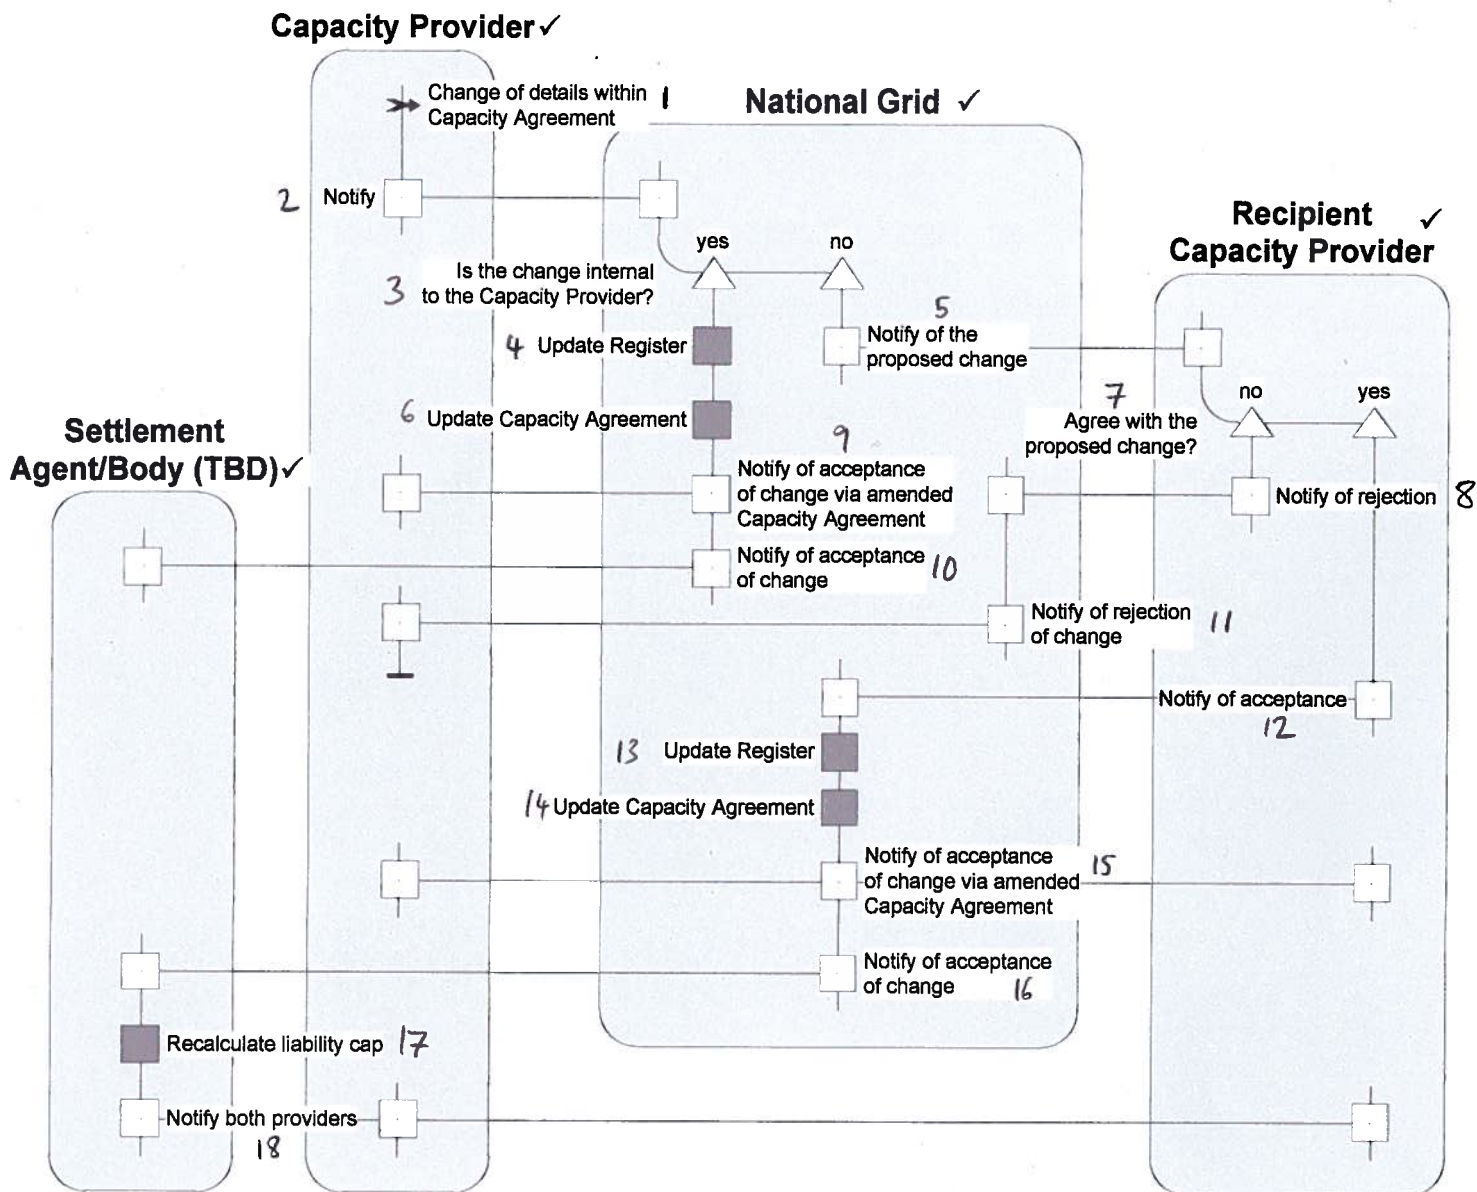 Capacity Provider ✓
Change of details within 1
Capacity Agreement
National Grid ✓
2 Notify
Recipient ✓
Capacity Provider
yes
no
3 Is the change internal
to the Capacity Provider?
5
4 Update Register
Notify of the
proposed change
7
no
yes
6 Update Capacity Agreement
Agree with the
proposed change?
Settlement
Agent/Body (TBD) ✓
9
Notify of acceptance
of change via amended
Capacity Agreement
Notify of rejection 8
Notify of acceptance 10
of change
Notify of rejection 11
of change
Notify of acceptance
12
13 Update Register
14 Update Capacity Agreement
Notify of acceptance 15
of change via amended
Capacity Agreement
Notify of acceptance
of change 16
Recalculate liability cap 17
Notify both providers
18